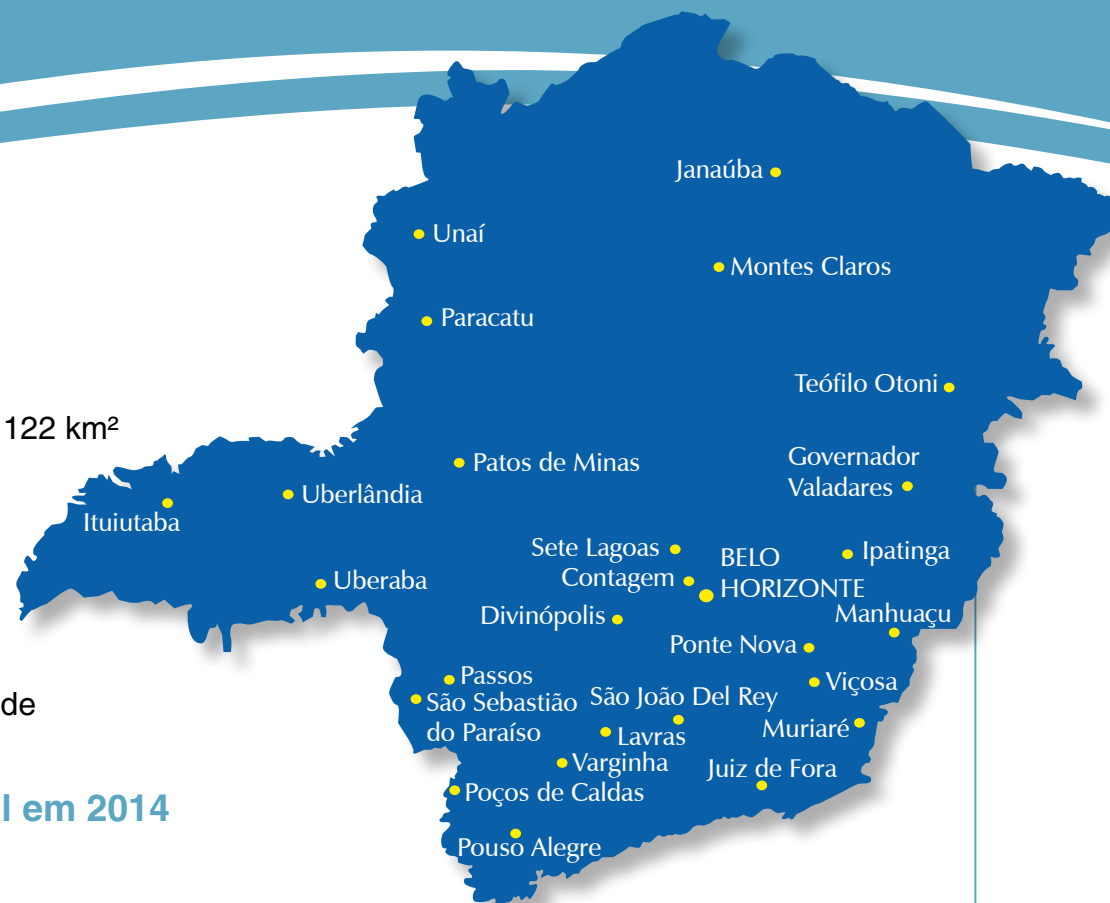 Janaúba
Unaí
Montes Claros
Paracatu
Teófilo Otoni
122 km²
Patos de Minas
Governador
Valadares
Uberlândia
Ituiutaba
Sete Lagoas
BELO
HORIZONTE
Ipatinga
Contagem
Uberaba
Divinópolis
Manhuaçu
Ponte Nova
Passos
Viçosa
São Sebastião
do Paraíso
São João Del Rey
de
Muriaré
Lavras
Varginha
Juiz de Fora
Poços de Caldas
l em 2014
Pouso Alegre